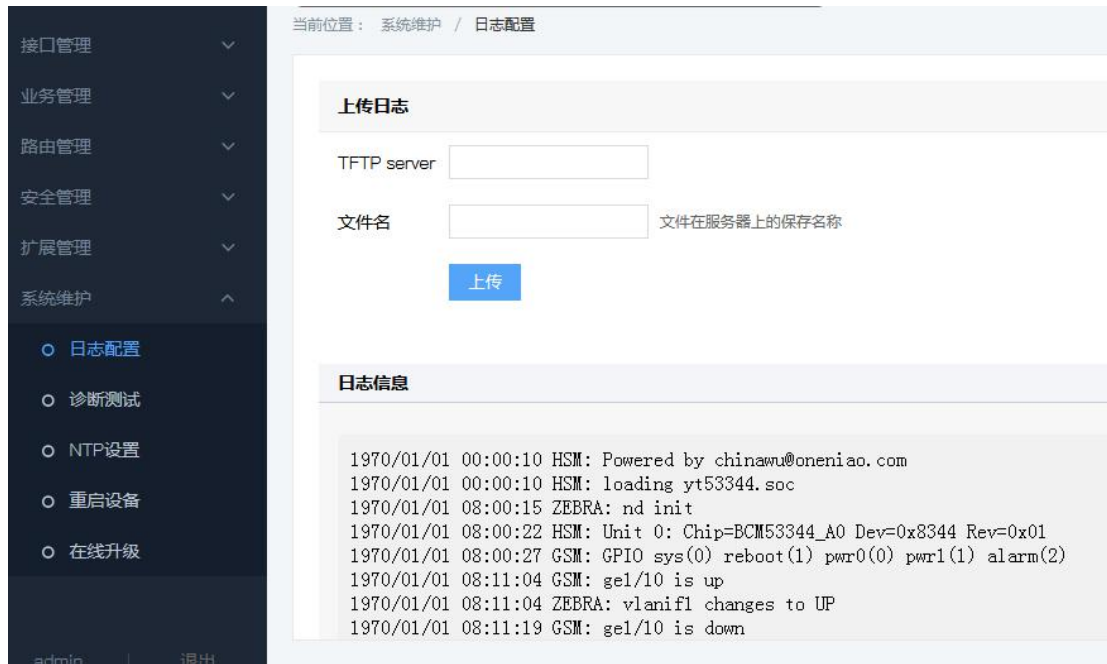 当前位置： 系统维护 / 日志配置
接口管理
业务管理
路由管理
安全管理
扩展管理
系统维护
日志配置
诊断测试
NTP设置
重启设备
在线升级
admin | 退出
上传日志
TFTP server
文件名 文件在服务器上的保存名称
上传
日志信息
1970/01/01 00:00:10 HSM: Powered by chinawu@oneniao.com
1970/01/01 00:00:10 HSM: loading yt53344.soc
1970/01/01 08:00:15 ZEBRA: nd init
1970/01/01 08:00:22 HSM: Unit 0: Chip=BCM53344_A0 Dev=0x8344 Rev=0x01
1970/01/01 08:00:27 GSM: GPIO sys(0) reboot(1) pwr0(0) pwr1(1) alarm(2)
1970/01/01 08:11:04 GSM: ge1/10 is up
1970/01/01 08:11:04 ZEBRA: vlanif1 changes to UP
1970/01/01 08:11:19 GSM: ge1/10 is down